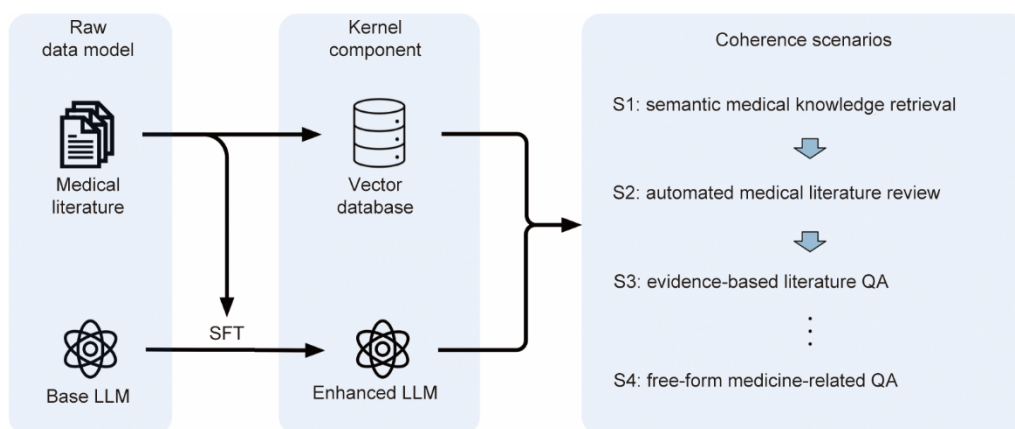 Raw
data model
Medical
literature
Base LLM
SFT
Kernel
component
Vector
database
Enhanced LLM
Coherence scenarios
S1: semantic medical knowledge retrieval
S2: automated medical literature review
S3: evidence-based literature QA
S4: free-form medicine-related QA